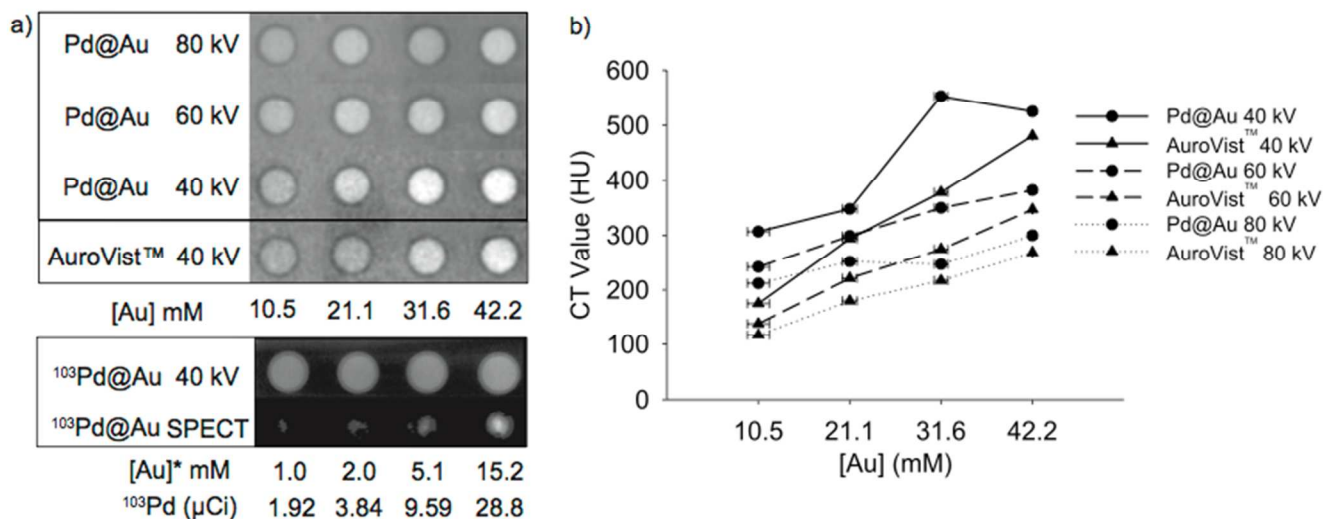 a)
Pd@Au 80 kV
Pd@Au 60 kV
Pd@Au 40 kV
AuroVist™ 40 kV
[Au] mM 10.5 21.1 31.6 42.2
¹⁰³Pd@Au 40 kV
¹⁰³Pd@Au SPECT
[Au]* mM 1.0 2.0 5.1 15.2
¹⁰³Pd (µCi) 1.92 3.84 9.59 28.8
b)
600
500
400
300
200
100
0
CT Value (HU)
10.5 21.1 31.6 42.2
[Au] (mM)
Pd@Au 40 kV
AuroVist™ 40 kV
Pd@Au 60 kV
AuroVist™ 60 kV
Pd@Au 80 kV
AuroVist™ 80 kV